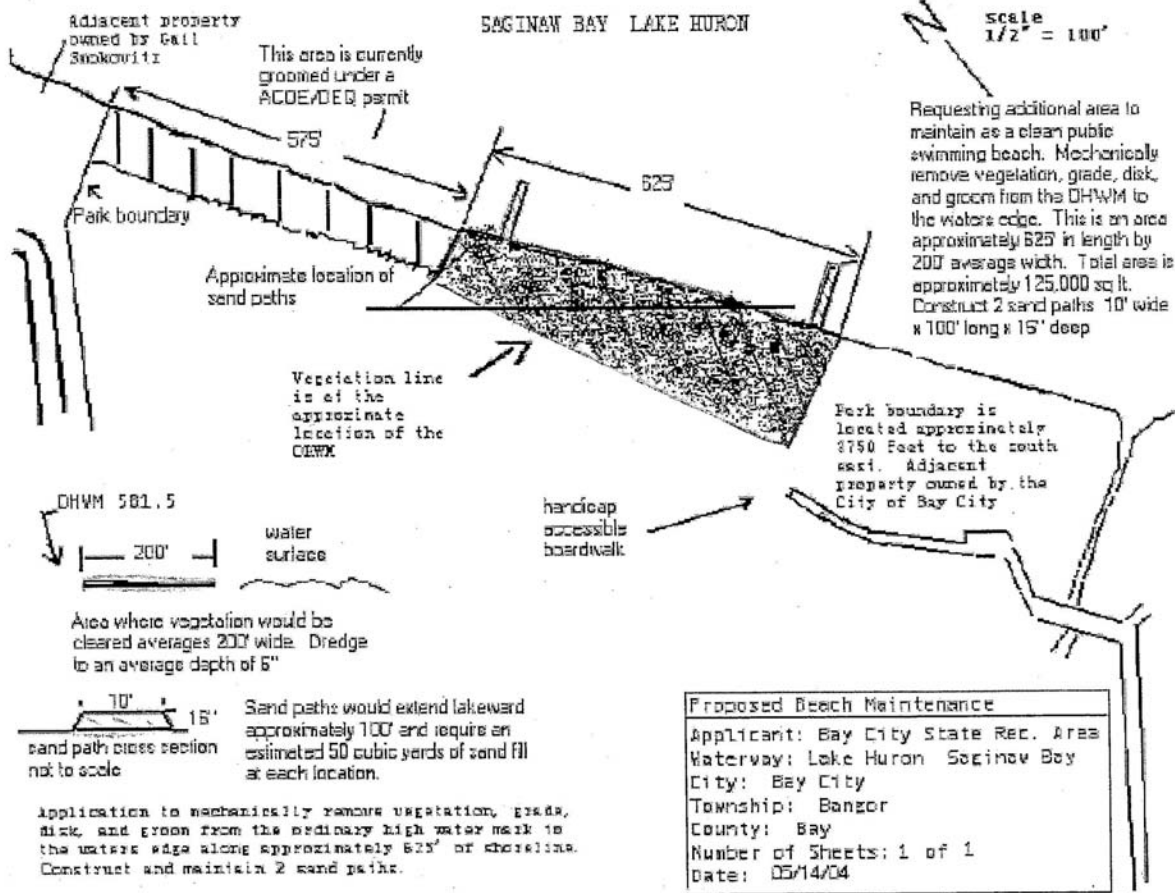 SAGINAW BAY LAKE HURON
scale
1/2" = 100'
Adjacent property
owned by Gail
Smokovitz
This area is currently
groomed under a
ACOE/DEQ permit
575'
625'
Park boundary
Approximate location of
sand paths
Requesting additional area to
maintain as a clean public
swimming beach. Mechanically
remove vegetation, grade, disk,
and groom from the OHWM to
the waters edge. This is an area
approximately 625' in length by
200' average width. Total area is
approximately 125,000 sq ft.
Construct 2 sand paths 10' wide
x 100' long x 16" deep
Vegetation line
is at the
approximate
location of the
OHWM
Park boundary is
located approximately
3750 Feet to the south
east. Adjacent
property owned by the
City of Bay City
handicap
accessible
boardwalk
OHWM 581.5
200'
water
surface
Area where vegetation would be
cleared averages 200' wide. Dredge
to an average depth of 6"
10'
16"
sand path cross section
not to scale
Sand paths would extend lakeward
approximately 100' and require an
estimated 50 cubic yards of sand fill
at each location.
Application to mechanically remove vegetation, grade,
disk, and groom from the ordinary high water mark to
the waters edge along approximately 625' of shoreline.
Construct and maintain 2 sand paths.
Proposed Beach Maintenance
Applicant: Bay City State Rec. Area
Waterway: Lake Huron Saginaw Bay
City: Bay City
Township: Bangor
County: Bay
Number of Sheets: 1 of 1
Date: 05/14/04